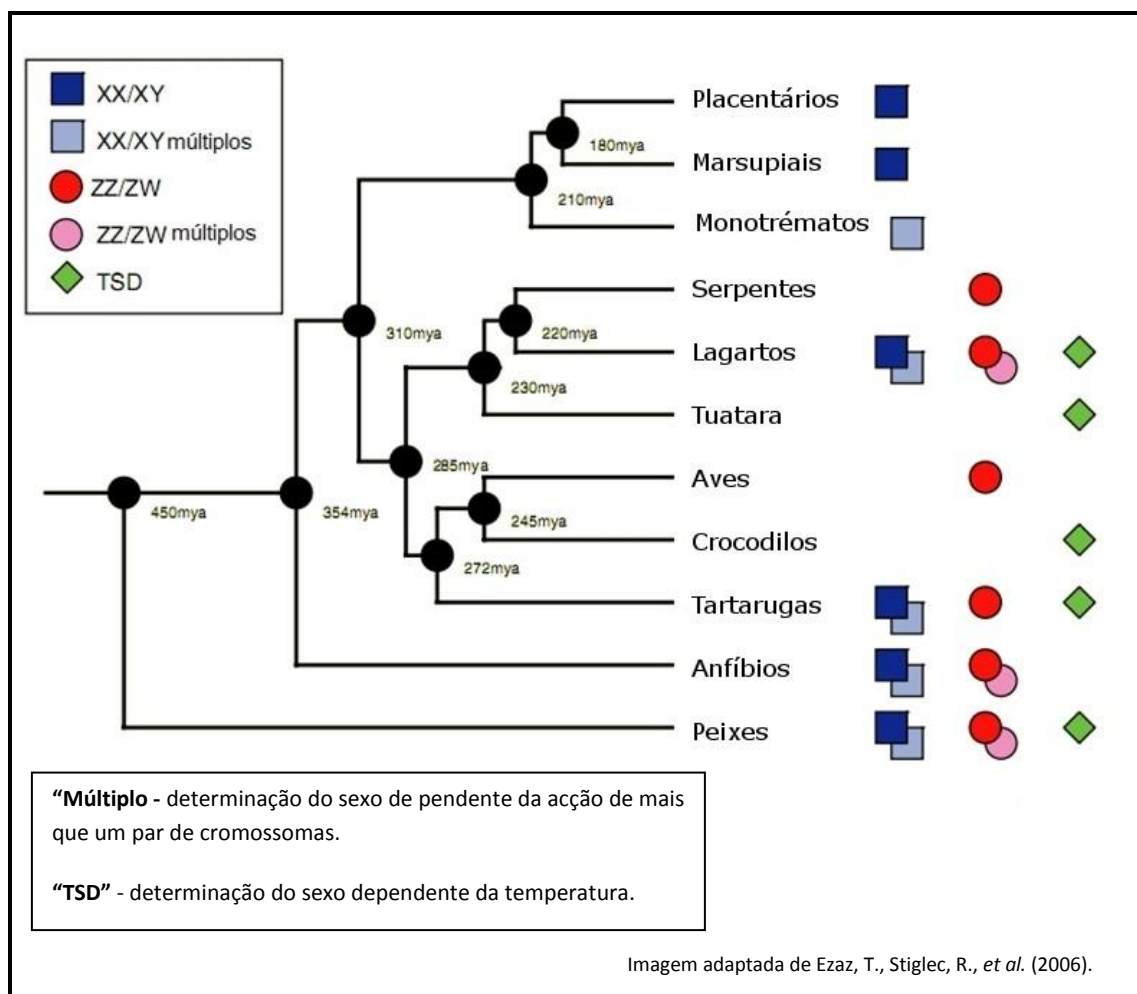 XX/XY
XX/XY múltiplos
ZZ/ZW
ZZ/ZW múltiplos
TSD
Placentários
180mya
Marsupiais
210mya
Monotrématos
Serpentes
310mya
220mya
Lagartos
230mya
Tuatara
285mya
Aves
450mya
354mya
245mya
Crocodilos
272mya
Tartarugas
Anfíbios
Peixes
“Múltiplo - determinação do sexo de pendente da acção de mais
que um par de cromossomas.
“TSD” - determinação do sexo dependente da temperatura.
Imagem adaptada de Ezaz, T., Stiglec, R., et al. (2006).